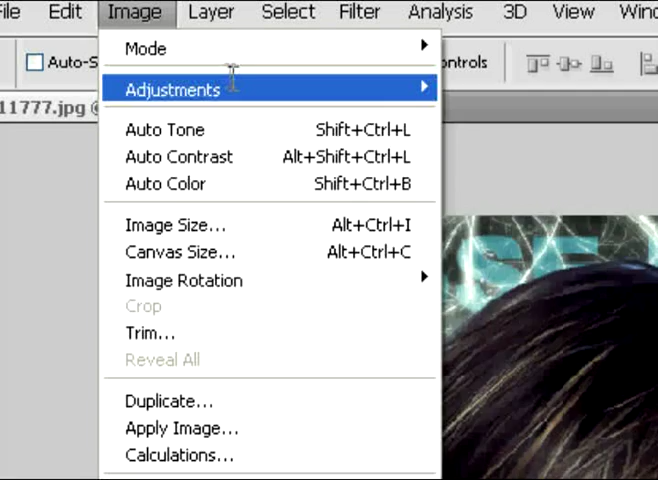 File Edit Image Layer Select Filter Analysis 3D View Wind
Auto-S ontrols
11777.jpg @
Mode
Adjustments
Auto Tone Shift+Ctrl+L
Auto Contrast Alt+Shift+Ctrl+L
Auto Color Shift+Ctrl+B
Image Size... Alt+Ctrl+I
Canvas Size... Alt+Ctrl+C
Image Rotation
Crop
Trim...
Reveal All
Duplicate...
Apply Image...
Calculations...
SE